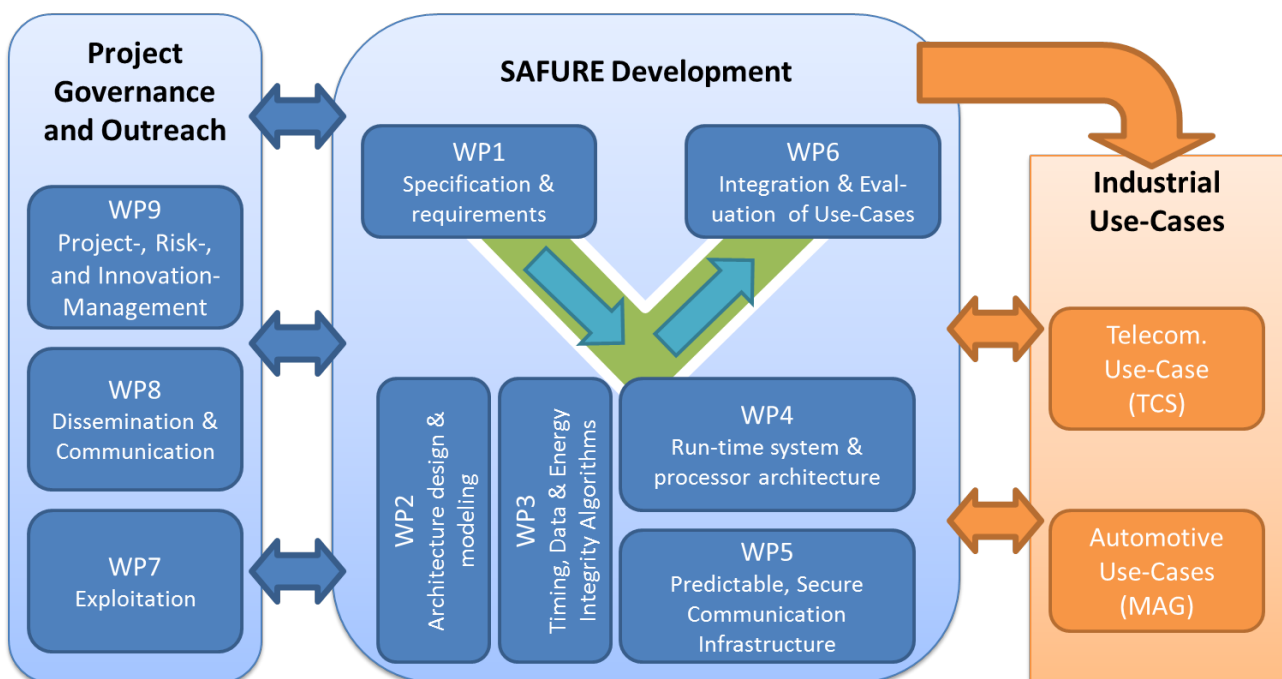 Project
Governance
and Outreach
WP9
Project-, Risk-,
and Innovation-
Management
WP8
Dissemination &
Communication
WP7
Exploitation
SAFURE Development
WP1
Specification &
requirements
WP6
Integration & Eval-
uation of Use-Cases
WP2
Architecture design &
modeling
WP3
Timing, Data & Energy
Integrity Algorithms
WP4
Run-time system &
processor architecture
WP5
Predictable, Secure
Communication
Infrastructure
Industrial
Use-Cases
Telecom.
Use-Case
(TCS)
Automotive
Use-Cases
(MAG)